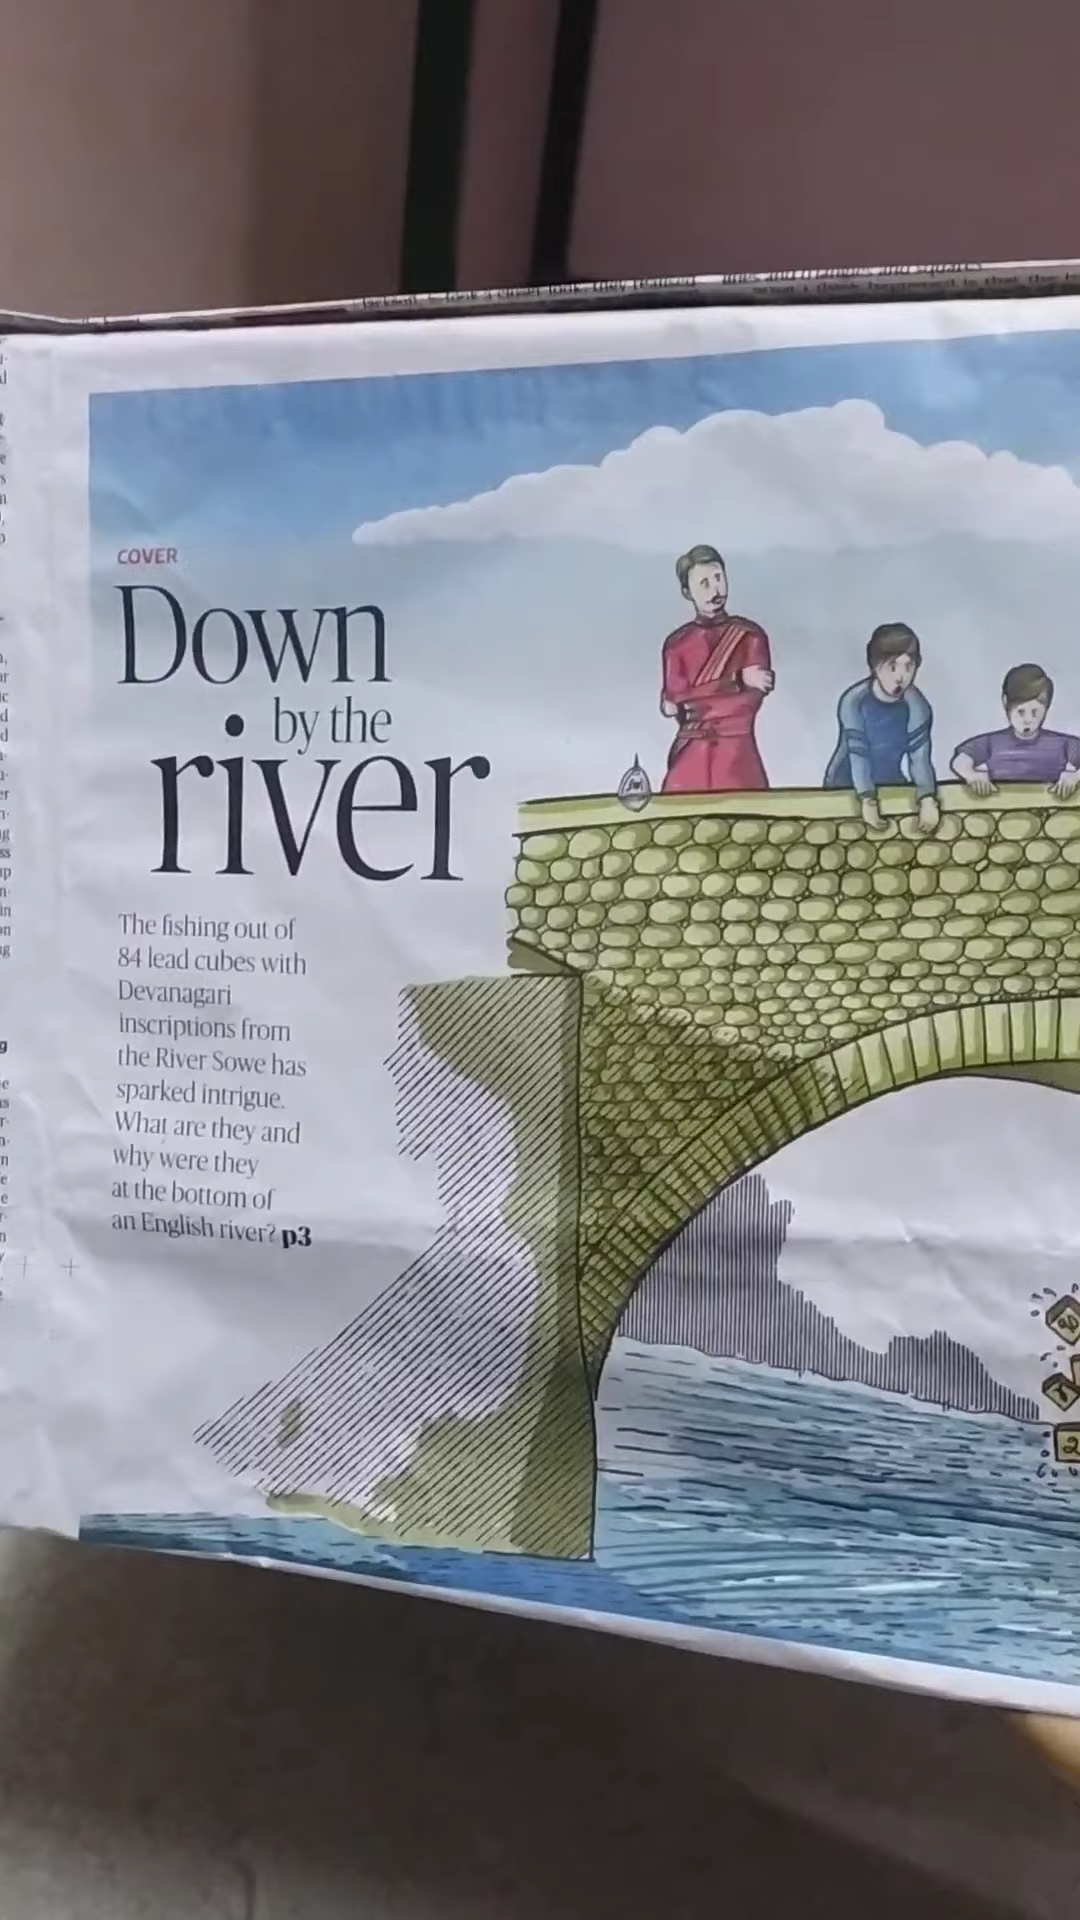 COVER
Down
by the
river
The fishing out of
84 lead cubes with
Devanagari
inscriptions from
the River Sowe has
sparked intrigue.
What are they and
why were they
at the bottom of
an English river? p3